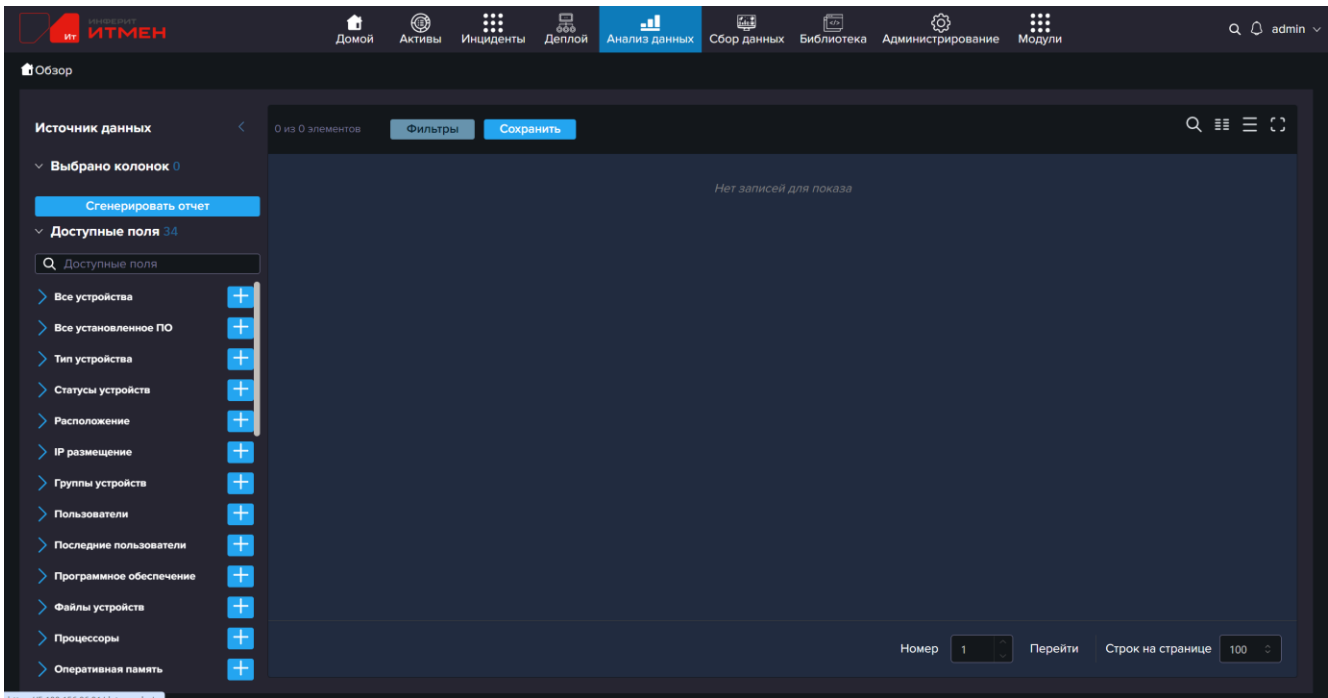 ИНФЕРИТ
Ит ИТМЕН
Домой Активы Инциденты Деплой Анализ данных Сбор данных Библиотека Администрирование Модули admin
Обзор
Источник данных 0 из 0 элементов Фильтры Сохранить
Выбрано колонок 0
Нет записей для показа
Сгенерировать отчет
Доступные поля 34
Доступные поля
Все устройства
Все установленное ПО
Тип устройства
Статусы устройств
Расположение
IP размещение
Группы устройств
Пользователи
Последние пользователи
Программное обеспечение
Файлы устройств
Процессоры
Номер 1 Перейти Строк на странице 100
Оперативная память